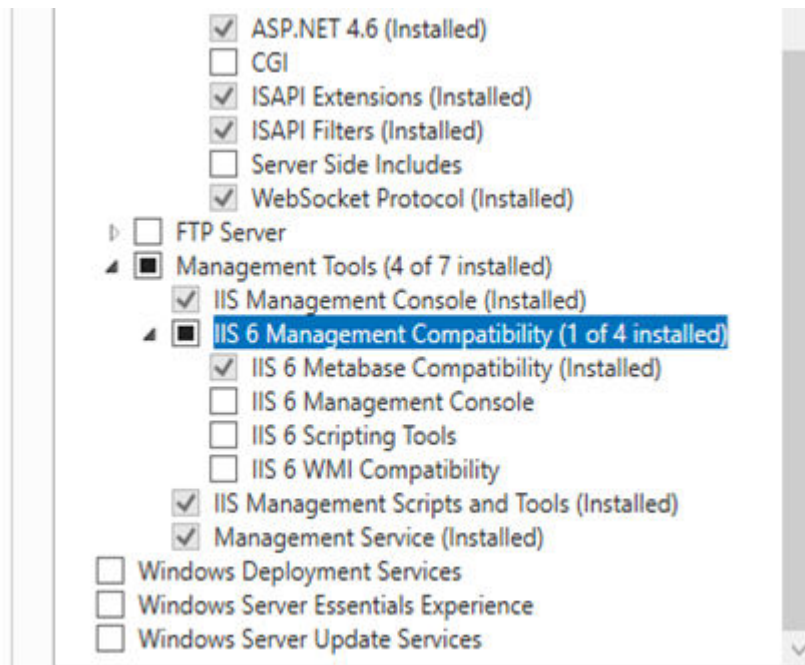 ASP.NET 4.6 (Installed)
CGI
ISAPI Extensions (Installed)
ISAPI Filters (Installed)
Server Side Includes
WebSocket Protocol (Installed)
FTP Server
Management Tools (4 of 7 installed)
IIS Management Console (Installed)
IIS 6 Management Compatibility (1 of 4 installed)
IIS 6 Metabase Compatibility (Installed)
IIS 6 Management Console
IIS 6 Scripting Tools
IIS 6 WMI Compatibility
IIS Management Scripts and Tools (Installed)
Management Service (Installed)
Windows Deployment Services
Windows Server Essentials Experience
Windows Server Update Services